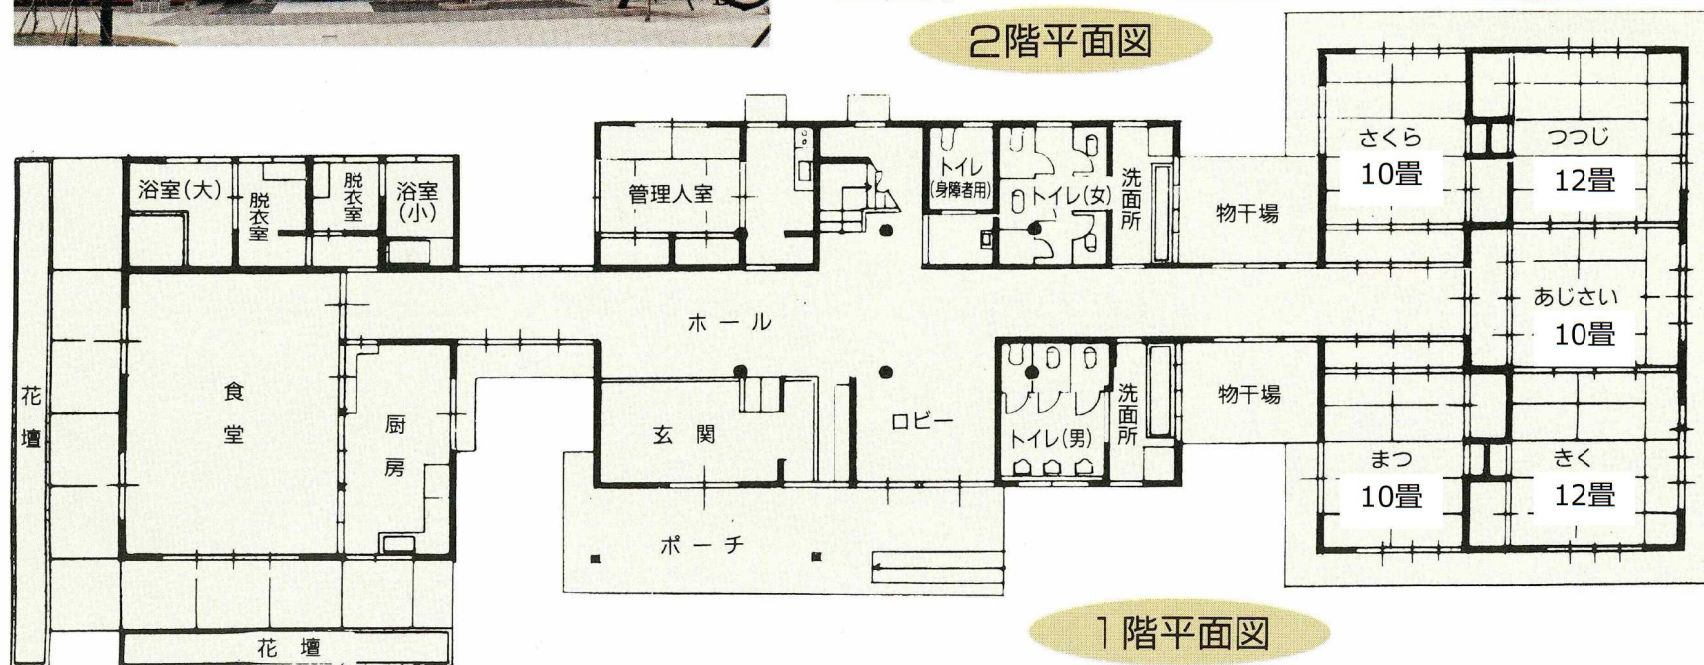 2階平面図
浴室(大)
脱衣室
脱衣室
浴室
(小)
管理人室
トイレ
(身障者用)
トイレ(女)
洗面所
物干場
さくら
10畳
つつじ
12畳
ホール
あじさい
10畳
花壇
食堂
厨房
玄関
ロビー
トイレ(男)
洗面所
物干場
まつ
10畳
きく
12畳
ポーチ
花壇
1階平面図